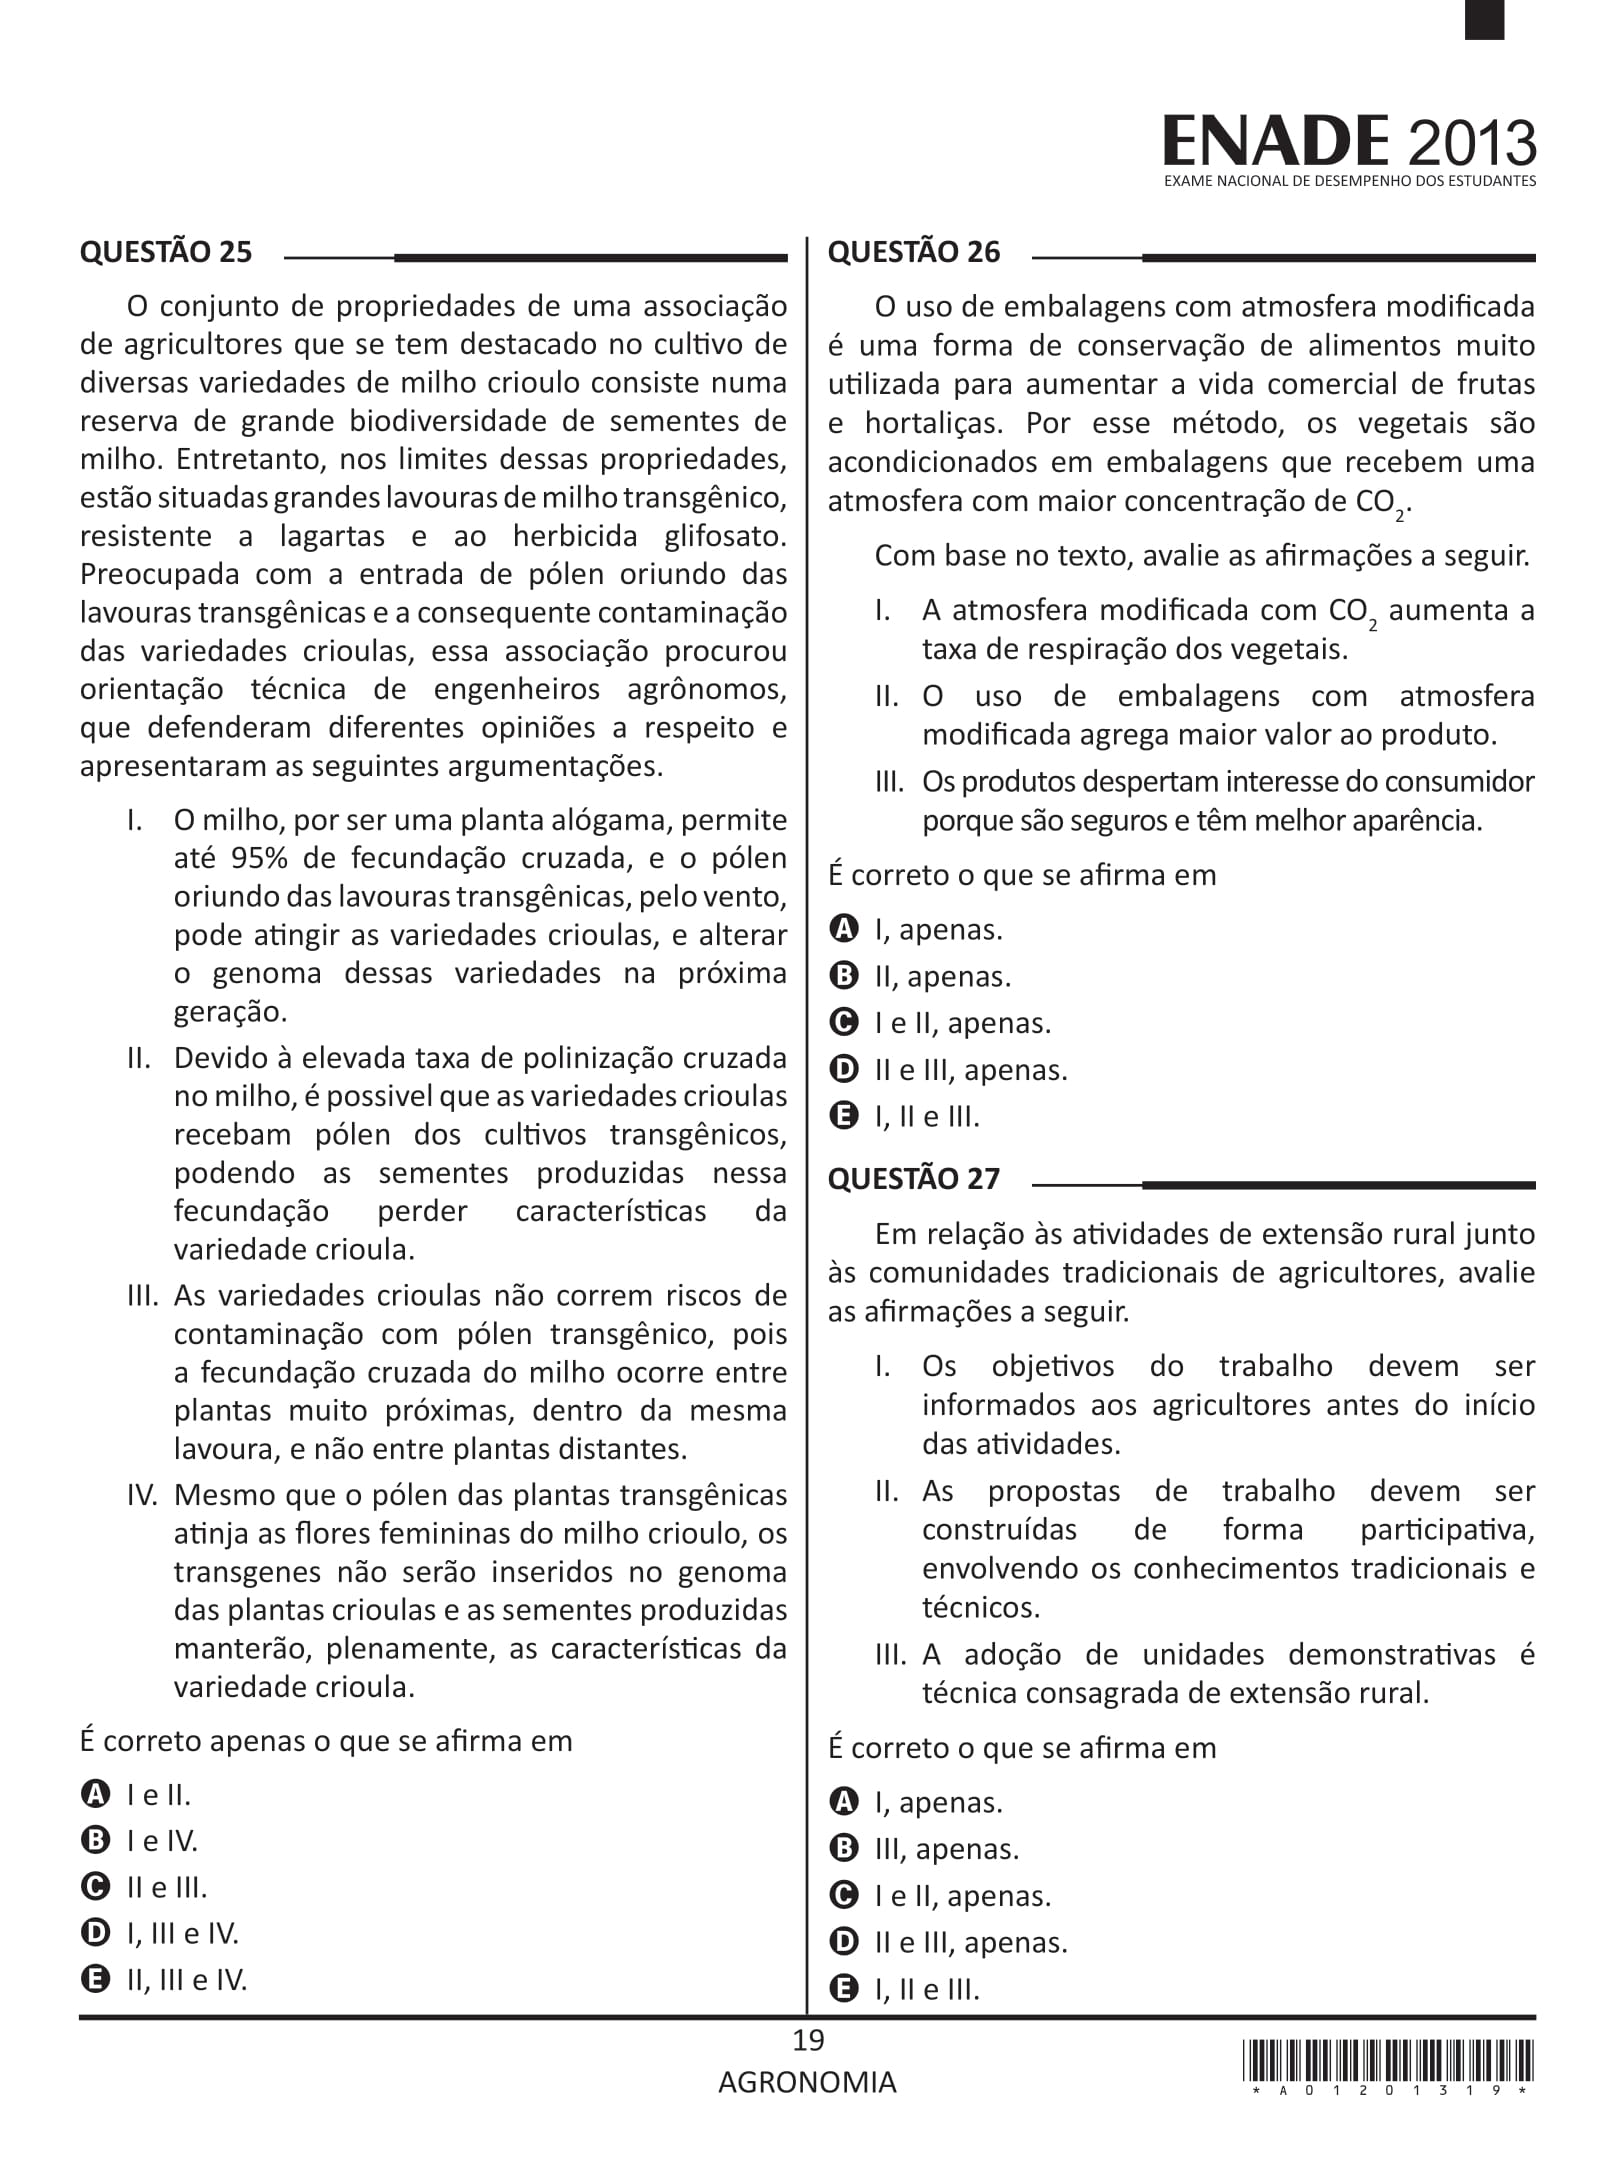 ENADE 2013
EXAME NACIONAL DE DESEMPENHO DOS ESTUDANTES
QUESTÃO 25
O conjunto de propriedades de uma associação
de agricultores que se tem destacado no cultivo de
diversas variedades de milho crioulo consiste numa
reserva de grande biodiversidade de sementes de
milho. Entretanto, nos limites dessas propriedades,
estão situadas grandes lavouras de milho transgênico,
resistente a lagartas e ao herbicida glifosato.
Preocupada com a entrada de pólen oriundo das
lavouras transgênicas e a consequente contaminação
das variedades crioulas, essa associação procurou
orientação técnica de engenheiros agrônomos,
que defenderam diferentes opiniões a respeito e
apresentaram as seguintes argumentações.
I. O milho, por ser uma planta alógama, permite
até 95% de fecundação cruzada, e o pólen
oriundo das lavouras transgênicas, pelo vento,
pode atingir as variedades crioulas, e alterar
o genoma dessas variedades na próxima
geração.
II. Devido à elevada taxa de polinização cruzada
no milho, é possivel que as variedades crioulas
recebam pólen dos cultivos transgênicos,
podendo as sementes produzidas nessa
fecundação perder características da
variedade crioula.
III. As variedades crioulas não correm riscos de
contaminação com pólen transgênico, pois
a fecundação cruzada do milho ocorre entre
plantas muito próximas, dentro da mesma
lavoura, e não entre plantas distantes.
IV. Mesmo que o pólen das plantas transgênicas
atinja as flores femininas do milho crioulo, os
transgenes não serão inseridos no genoma
das plantas crioulas e as sementes produzidas
manterão, plenamente, as características da
variedade crioula.
É correto apenas o que se afirma em
A I e II.
B I e IV.
C II e III.
D I, III e IV.
E II, III e IV.
QUESTÃO 26
O uso de embalagens com atmosfera modificada
é uma forma de conservação de alimentos muito
utilizada para aumentar a vida comercial de frutas
e hortaliças. Por esse método, os vegetais são
acondicionados em embalagens que recebem uma
atmosfera com maior concentração de CO2.
Com base no texto, avalie as afirmações a seguir.
I. A atmosfera modificada com CO2 aumenta a
taxa de respiração dos vegetais.
II. O uso de embalagens com atmosfera
modificada agrega maior valor ao produto.
III. Os produtos despertam interesse do consumidor
porque são seguros e têm melhor aparência.
É correto o que se afirma em
A I, apenas.
B II, apenas.
C I e II, apenas.
D II e III, apenas.
E I, II e III.
QUESTÃO 27
Em relação às atividades de extensão rural junto
às comunidades tradicionais de agricultores, avalie
as afirmações a seguir.
I. Os objetivos do trabalho devem ser
informados aos agricultores antes do início
das atividades.
II. As propostas de trabalho devem ser
construídas de forma participativa,
envolvendo os conhecimentos tradicionais e
técnicos.
III. A adoção de unidades demonstrativas é
técnica consagrada de extensão rural.
É correto o que se afirma em
A I, apenas.
B III, apenas.
C I e II, apenas.
D II e III, apenas.
E I, II e III.
19
AGRONOMIA
* A 0 1 2 0 1 3 1 9 *